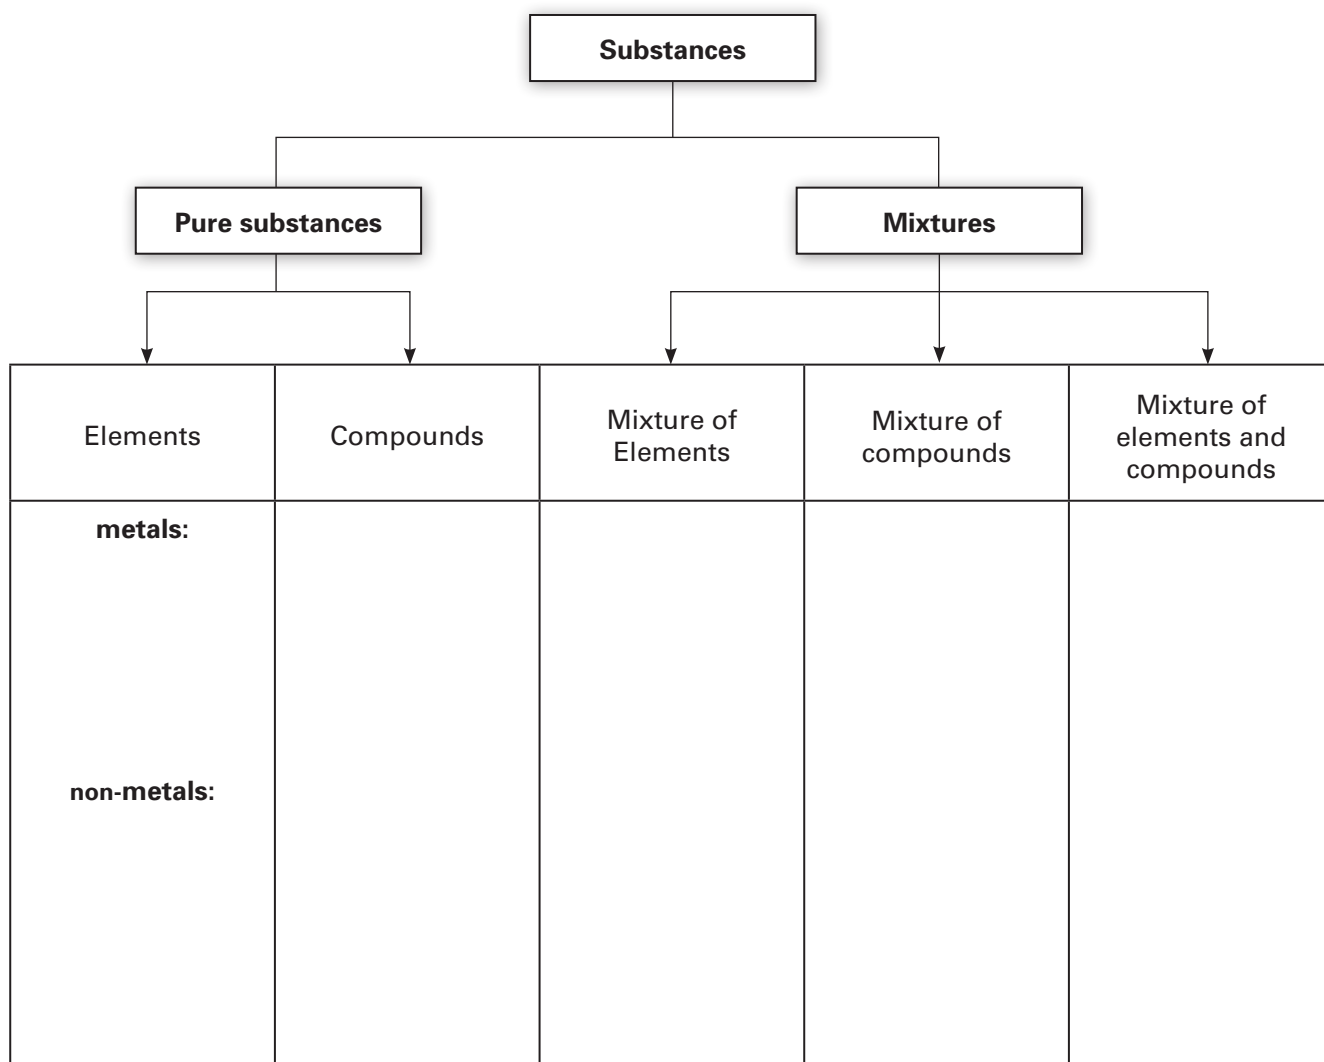 Substances
Pure substances
Mixtures
Elements
Compounds
Mixture of
Elements
Mixture of
compounds
Mixture of
elements and
compounds
metals:
non-metals: